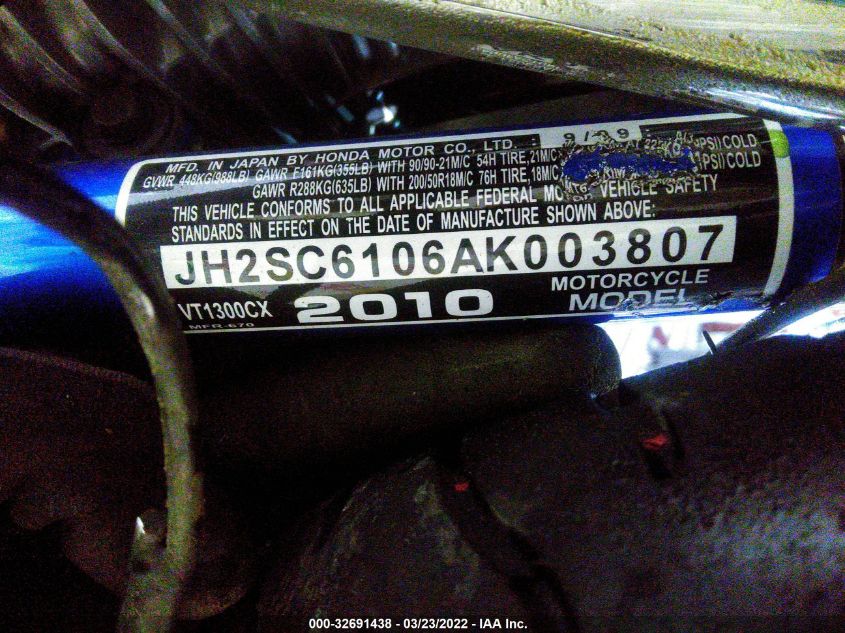 9/09
MFD. IN JAPAN BY HONDA MOTOR CO., LTD.
GVWR 448KG(988LB) GAWR F161KG(355LB) WITH 90/90-21M/C 54H TIRE,21M/C AT 22 PSI) COLD
GAWR R288KG(635LB) WITH 200/50R18M/C 76H TIRE,18M/C PSI) COLD
THIS VEHICLE CONFORMS TO ALL APPLICABLE FEDERAL VEHICLE SAFETY
STANDARDS IN EFFECT ON THE DATE OF MANUFACTURE SHOWN ABOVE:
JH2SC6106AK003807
VT1300CX 2010 MOTORCYCLE
MODEL
MFR-670
000-32691438 - 03/23/2022 - IAA Inc.